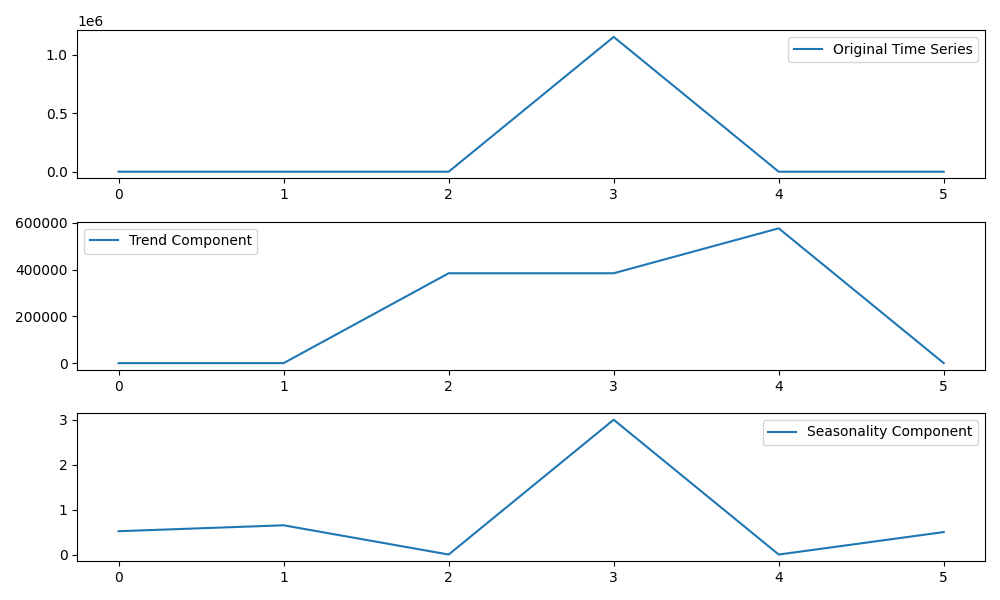 1e6
Original Time Series
1.0
0.5
0.0
0 1 2 3 4 5
600000
Trend Component
400000
200000
0
0 1 2 3 4 5
3
Seasonality Component
2
1
0
0 1 2 3 4 5